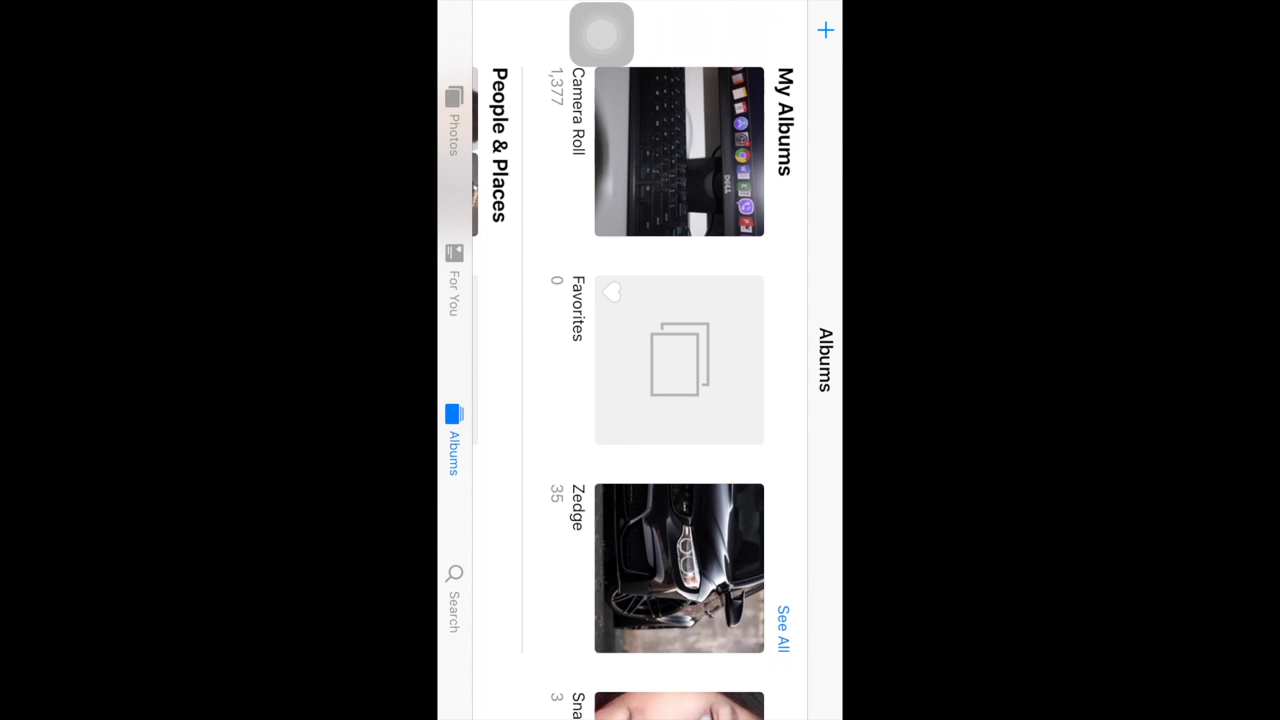 Albums
My Albums
See All
Camera Roll
1,377
Favorites
0
Zedge
35
Sna
3
People & Places
Photos
For You
Albums
Search
DELL